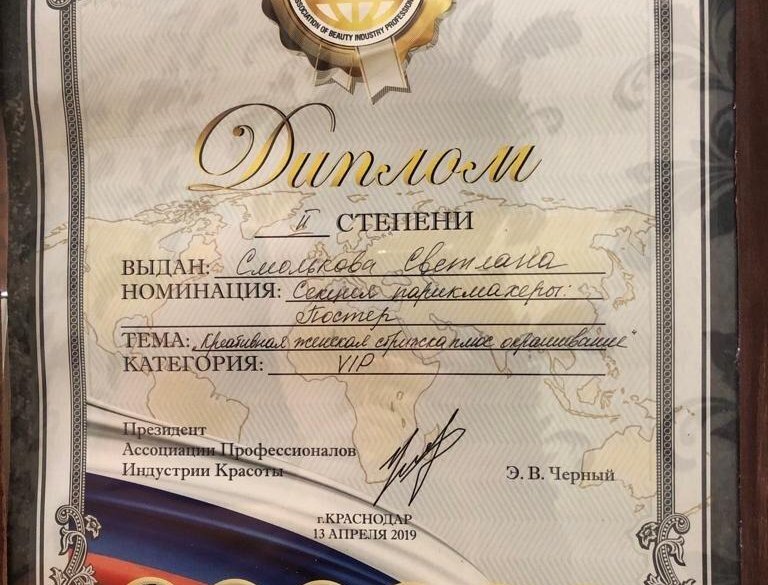 ASSOCIATION OF BEAUTY INDUSTRY PROFESSIONALS
Диплом
II СТЕПЕНИ
ВЫДАН: Смолькова Светлана
НОМИНАЦИЯ: Секция парикмахеры:
Постер
ТЕМА: „Креативная женская стрижка плюс окрашивание"
КАТЕГОРИЯ: VIP
Президент
Ассоциации Профессионалов
Индустрии Красоты
Э. В. Черный
г.КРАСНОДАР
13 АПРЕЛЯ 2019